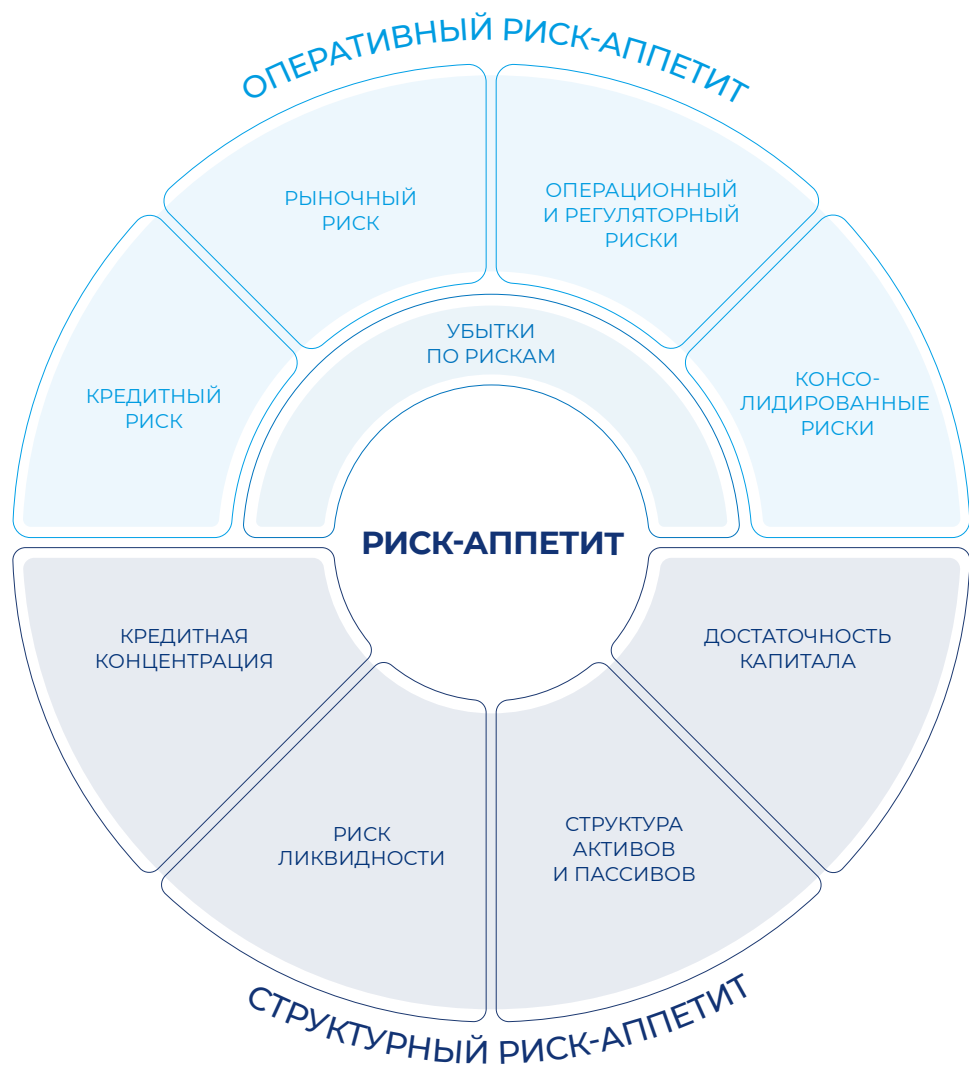 ОПЕРАТИВНЫЙ РИСК-АППЕТИТ
РЫНОЧНЫЙ
РИСК
ОПЕРАЦИОННЫЙ
И РЕГУЛЯТОРНЫЙ
РИСКИ
КРЕДИТНЫЙ
РИСК
УБЫТКИ
ПО РИСКАМ
КОНСО-
ЛИДИРОВАННЫЕ
РИСКИ
РИСК-АППЕТИТ
КРЕДИТНАЯ
КОНЦЕНТРАЦИЯ
ДОСТАТОЧНОСТЬ
КАПИТАЛА
РИСК
ЛИКВИДНОСТИ
СТРУКТУРА
АКТИВОВ
И ПАССИВОВ
СТРУКТУРНЫЙ РИСК-АППЕТИТ